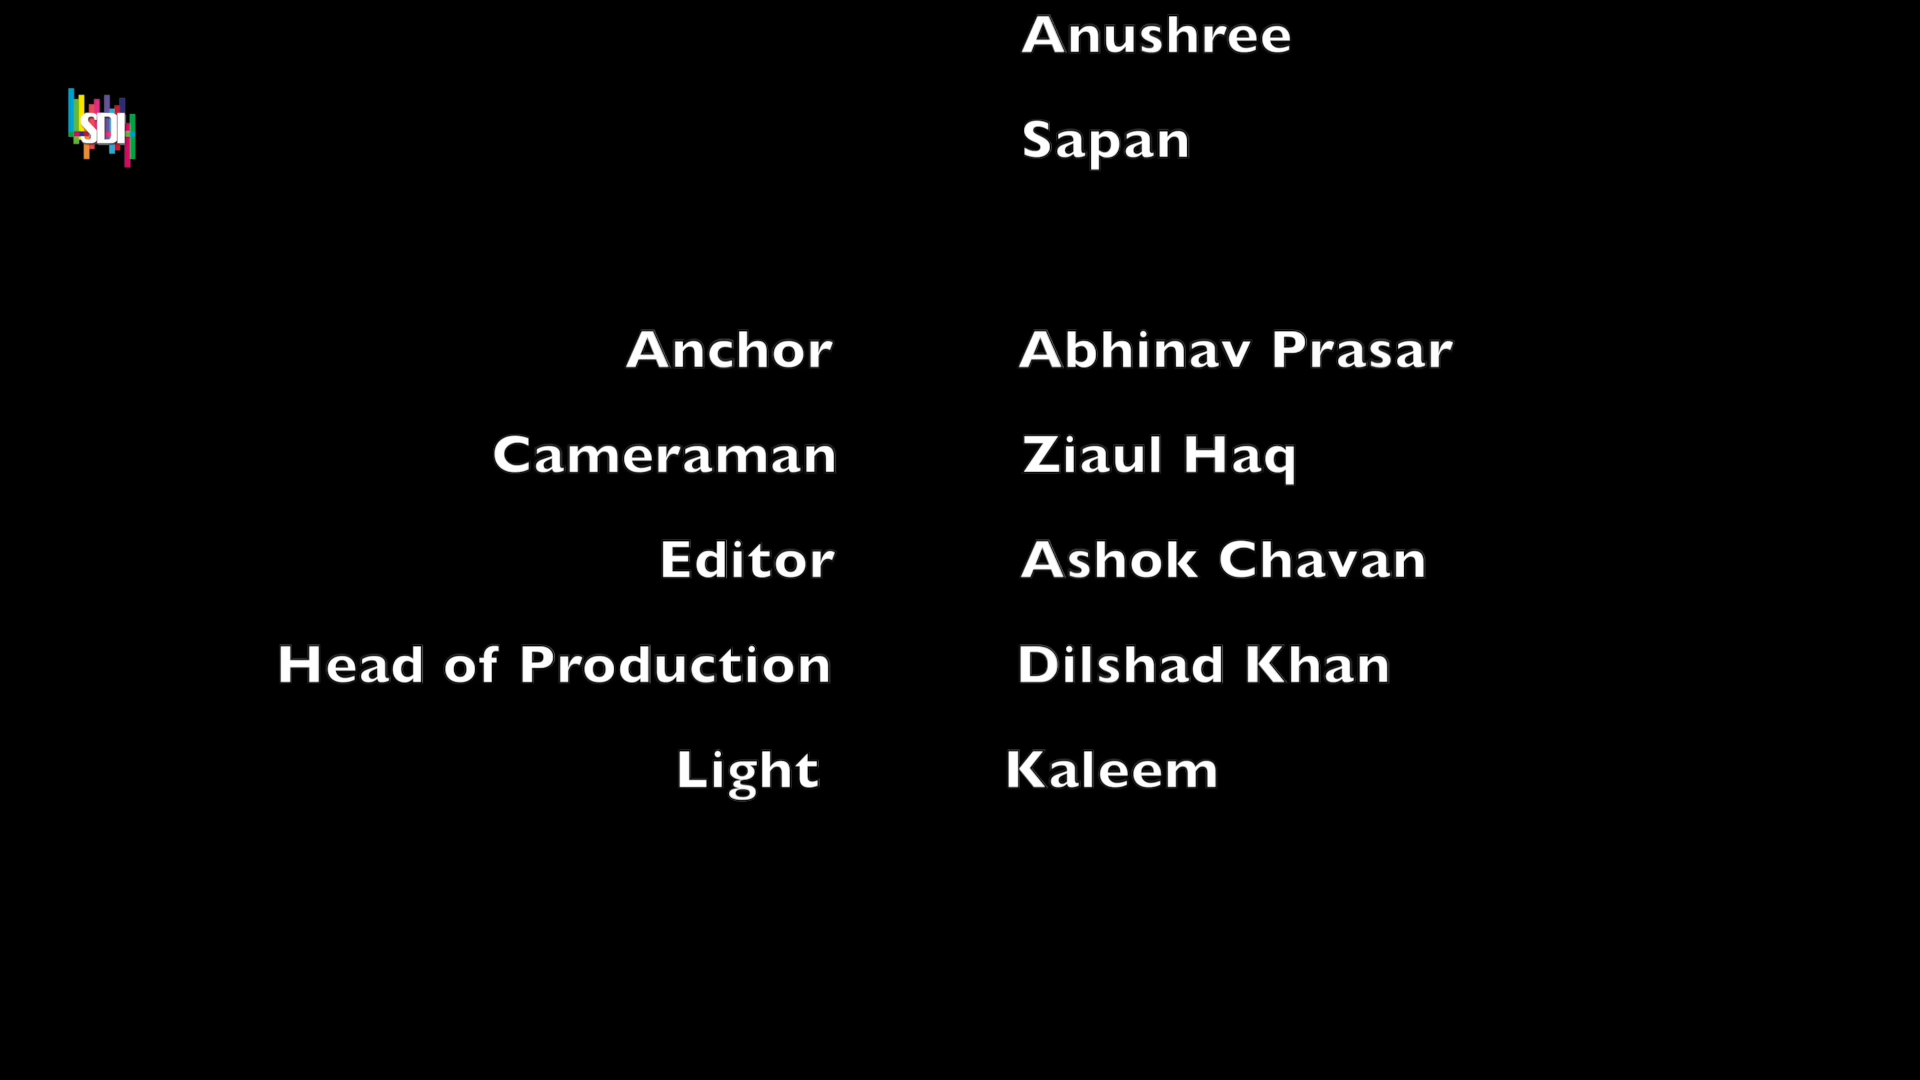 Anushree
SDI
Sapan
Anchor Abhinav Prasar
Cameraman Ziaul Haq
Editor Ashok Chavan
Head of Production Dilshad Khan
Light Kaleem